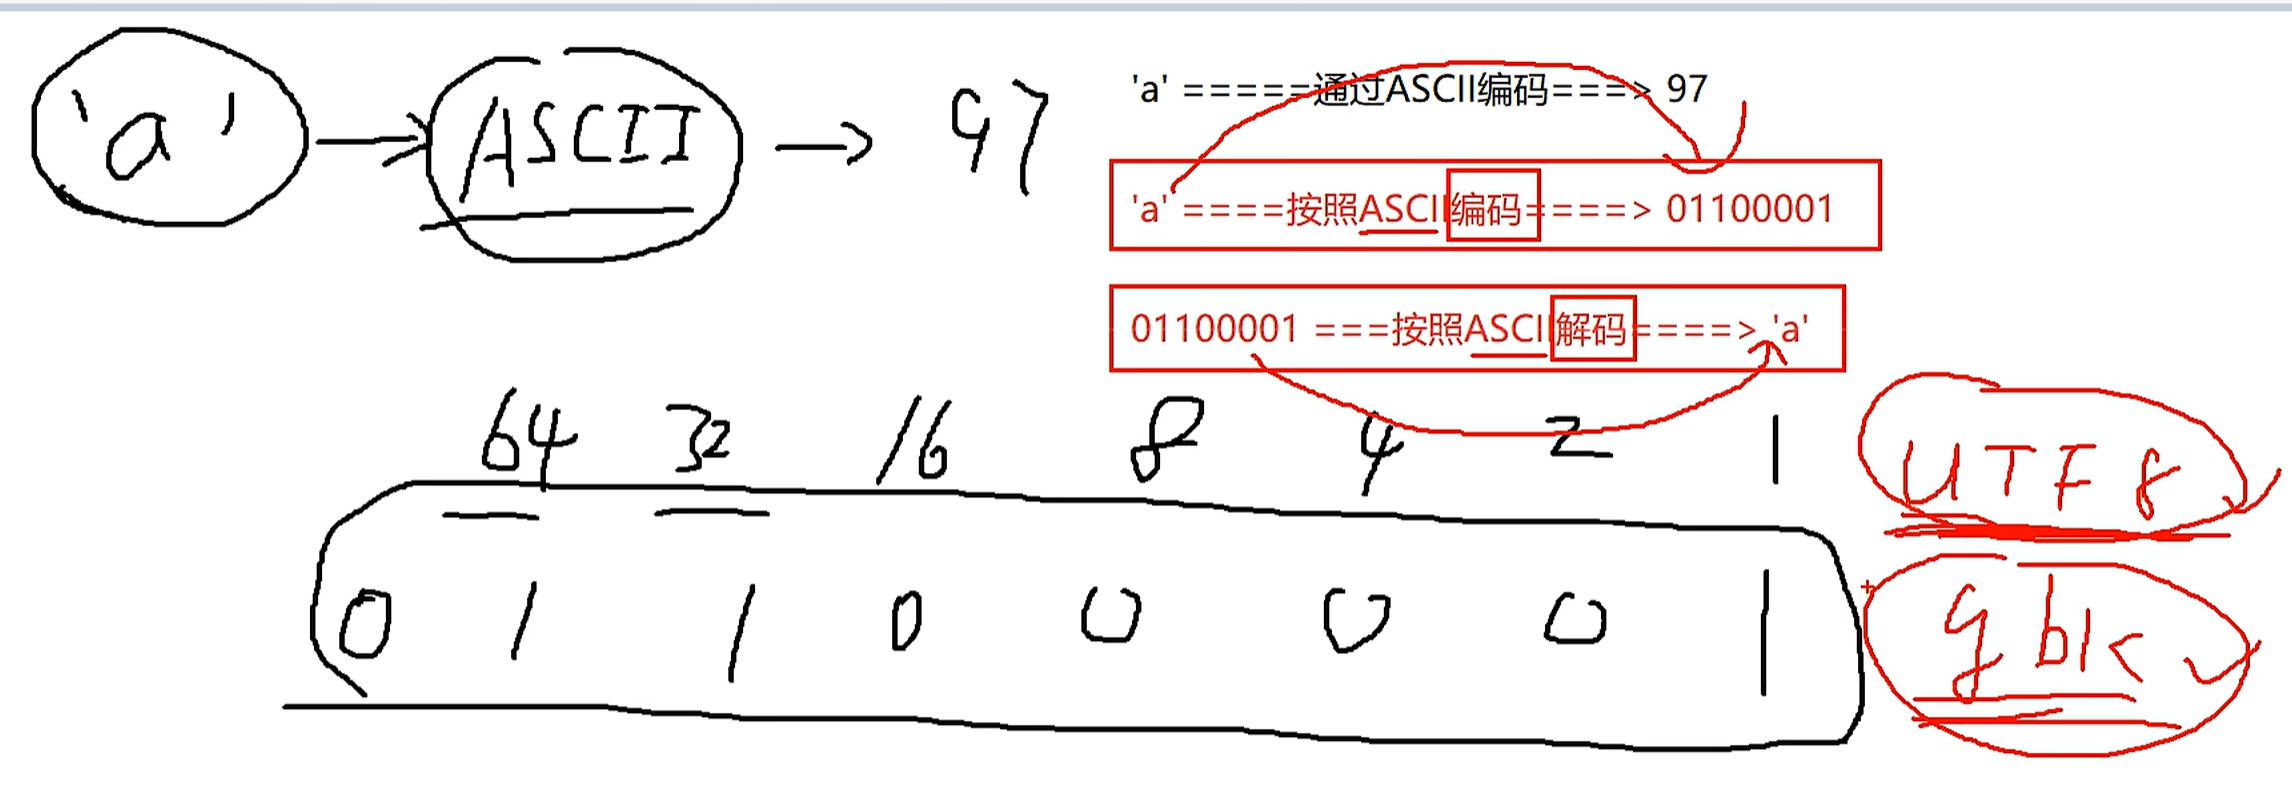 'a' → ASCII → 97
'a' =====通过ASCII编码===> 97
'a' ====按照ASCII编码====> 01100001
01100001 ===按照ASCII解码====> 'a'
64 32 16 8 4 2 1
0 1 1 0 0 0 0 1
UTF8
gbk